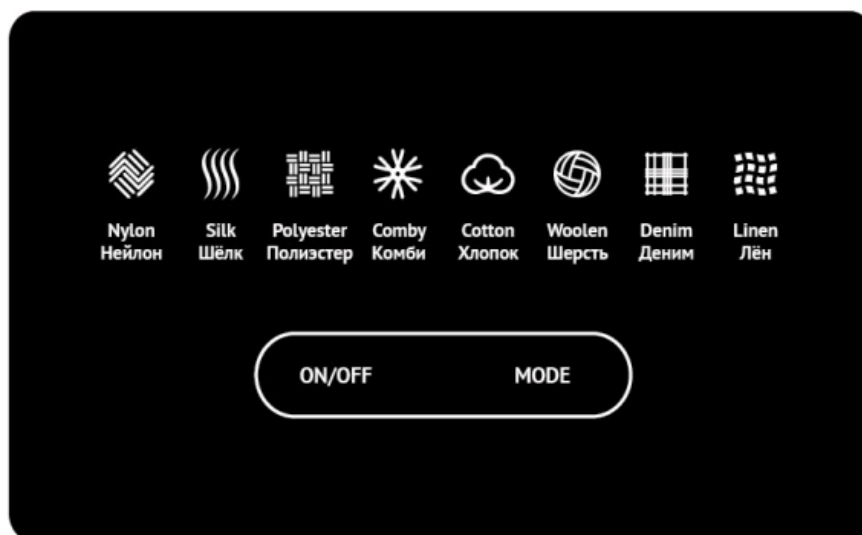 Nylon Silk Polyester Comby Cotton Woolen Denim Linen
Нейлон Шёлк Полиэстер Комби Хлопок Шерсть Деним Лён
ON/OFF MODE